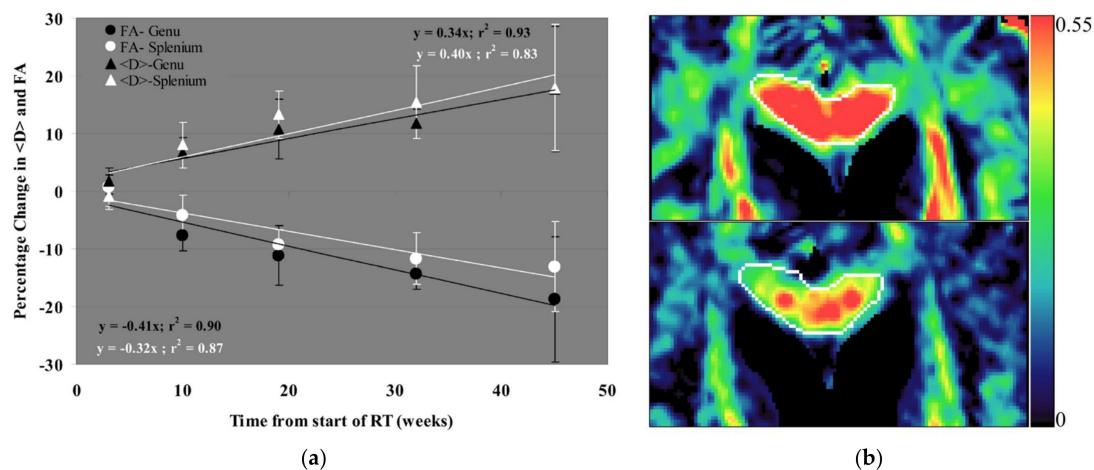 30
20
10
0
-10
-20
-30
0
10
20
30
40
50
Percentage Change in <D> and FA
Time from start of RT (weeks)
FA- Genu
FA- Splenium
<D>-Genu
<D>-Splenium
y = 0.34x; r² = 0.93
y = 0.40x ; r² = 0.83
y = -0.41x; r² = 0.90
y = -0.32x ; r² = 0.87
(a)
0.55
0
(b)